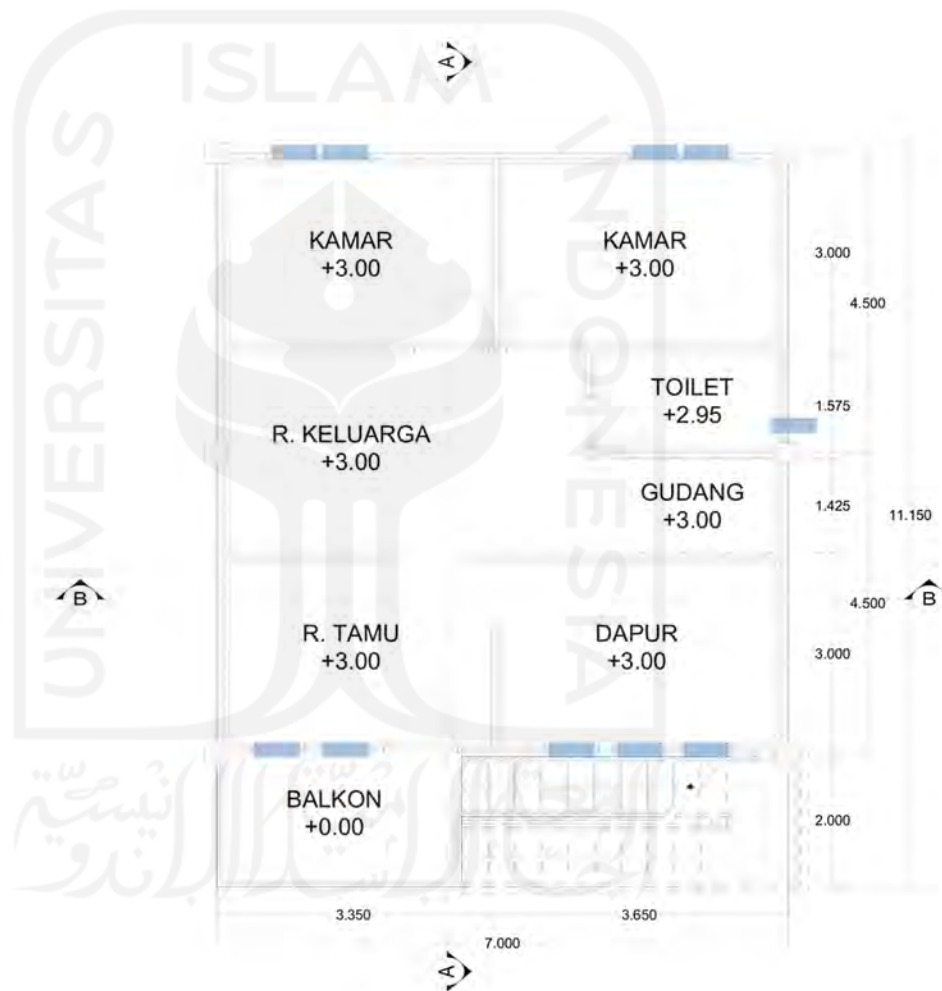 ISLAM
UNIVERSITAS
INDONESIA
A
KAMAR
+3.00
KAMAR
+3.00
3.000
4.500
TOILET
+2.95
1.575
R. KELUARGA
+3.00
GUDANG
+3.00
1.425
11.150
B
B
4.500
R. TAMU
+3.00
DAPUR
+3.00
3.000
BALKON
+0.00
2.000
3.350
3.650
7.000
A